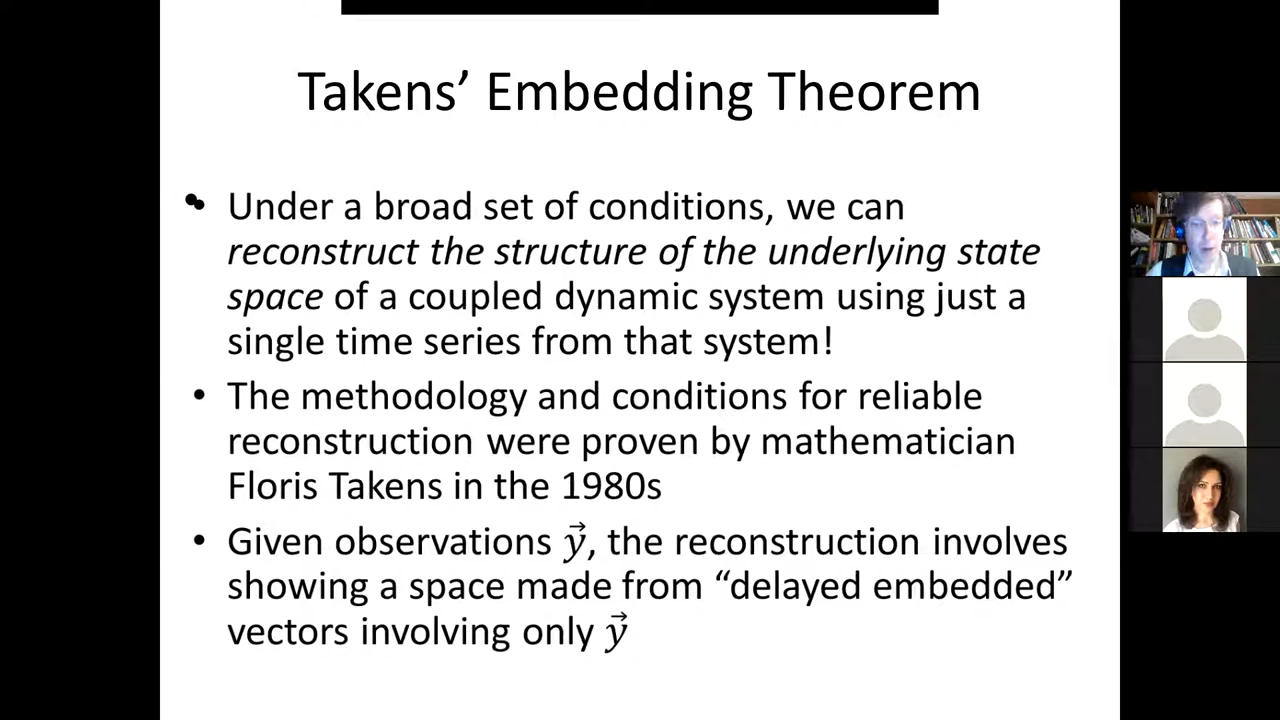 Takens’ Embedding Theorem
• Under a broad set of conditions, we can
reconstruct the structure of the underlying state
space of a coupled dynamic system using just a
single time series from that system!
• The methodology and conditions for reliable
reconstruction were proven by mathematician
Floris Takens in the 1980s
• Given observations y⃗, the reconstruction involves
showing a space made from “delayed embedded”
vectors involving only y⃗